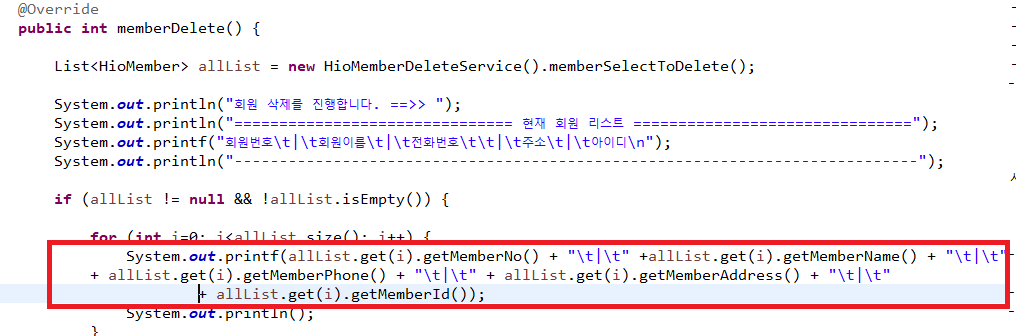 @Override
public int memberDelete() {
List<HioMember> allList = new HioMemberDeleteService().memberSelectToDelete();
System.out.println("회원 삭제를 진행합니다. ==>> ");
System.out.println("=============================== 현재 회원 리스트 ===============================");
System.out.printf("회원번호\t|\t회원이름\t|\t전화번호\t\t|\t주소\t|\t아이디\n");
System.out.println("----------------------------------------------------------------------------");
if (allList != null && !allList.isEmpty()) {
for (int i=0; i<allList.size(); i++) {
System.out.printf(allList.get(i).getMemberNo() + "\t|\t" +allList.get(i).getMemberName() + "\t|\t"
+ allList.get(i).getMemberPhone() + "\t|\t" + allList.get(i).getMemberAddress() + "\t|\t"
+ allList.get(i).getMemberId());
System.out.println();
}